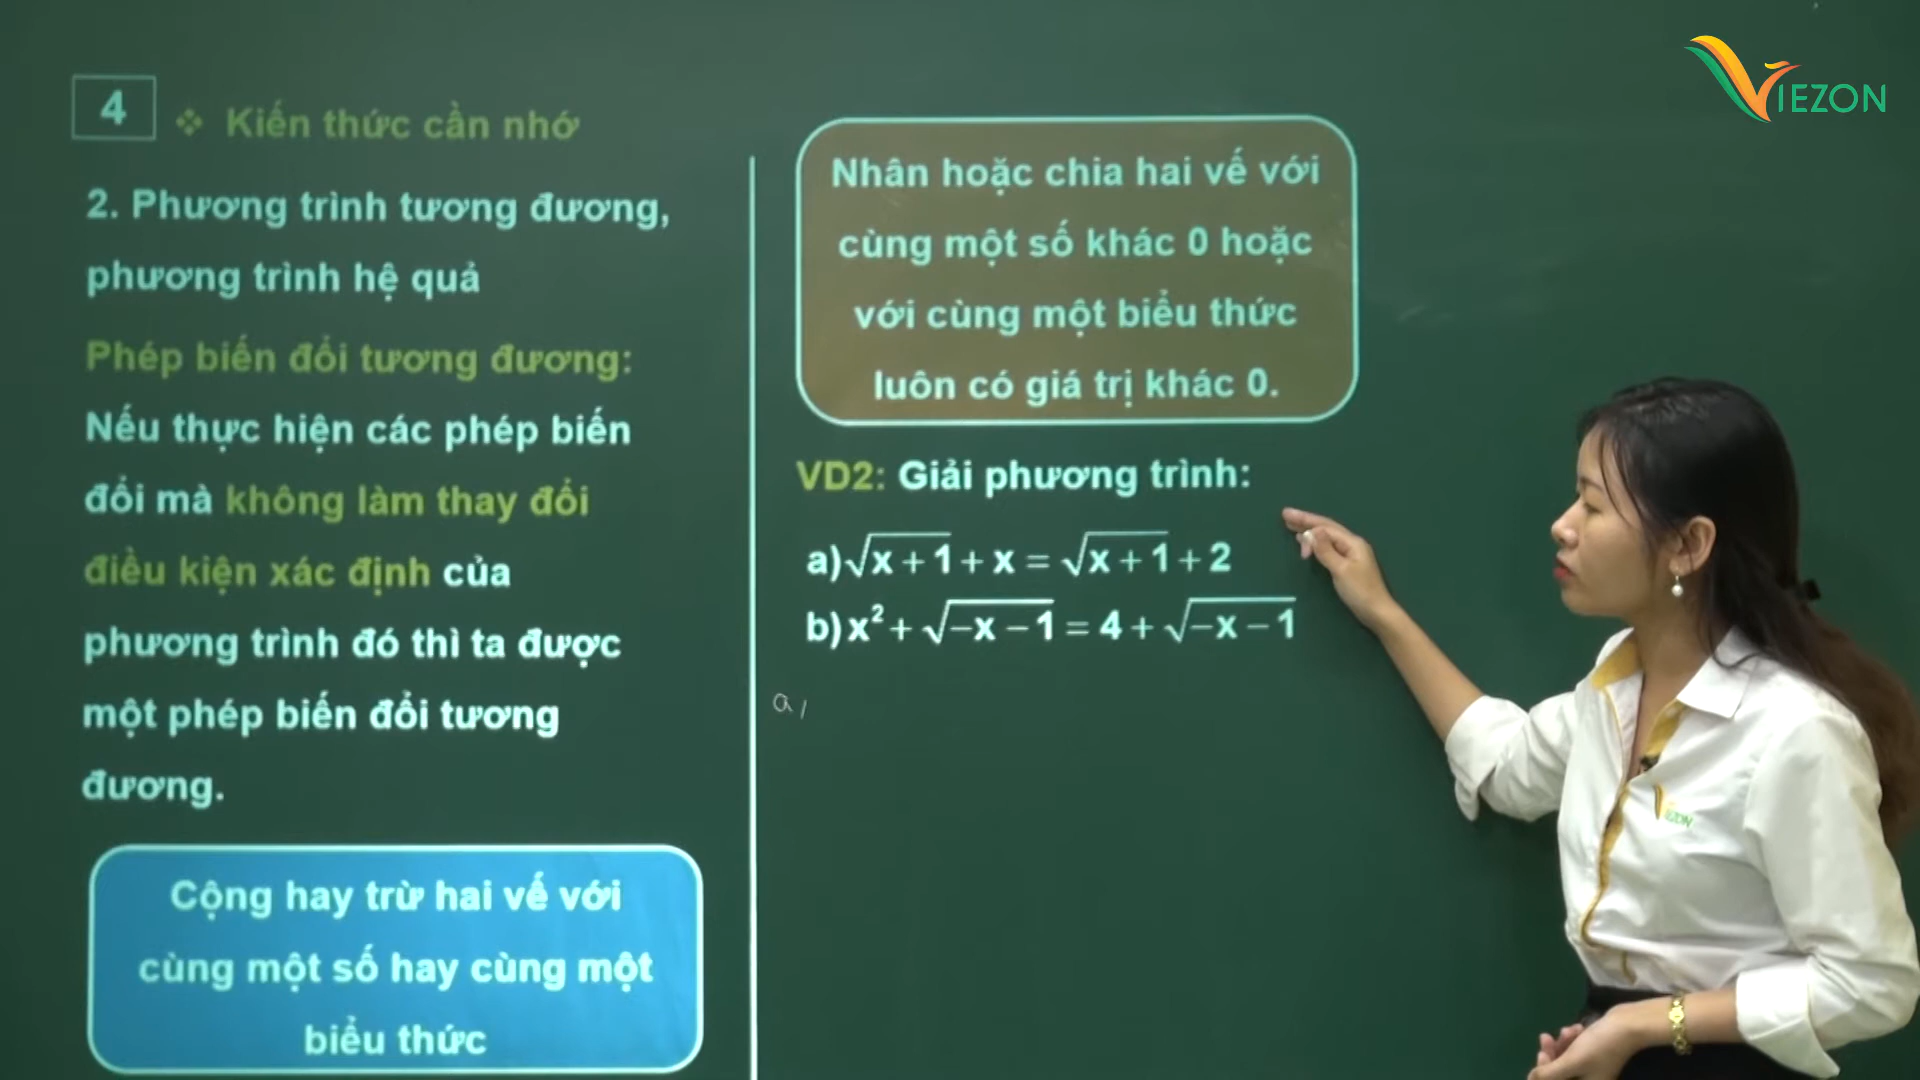 VIEZON
4
❖ Kiến thức cần nhớ
2. Phương trình tương đương,
phương trình hệ quả
Phép biến đổi tương đương:
Nếu thực hiện các phép biến
đổi mà không làm thay đổi
điều kiện xác định của
phương trình đó thì ta được
một phép biến đổi tương
đương.
Cộng hay trừ hai vế với
cùng một số hay cùng một
biểu thức
Nhân hoặc chia hai vế với
cùng một số khác 0 hoặc
với cùng một biểu thức
luôn có giá trị khác 0.
VD2: Giải phương trình:
a) √(x + 1) + x = √(x + 1) + 2
b) x² + √(−x − 1) = 4 + √(−x − 1)
a,